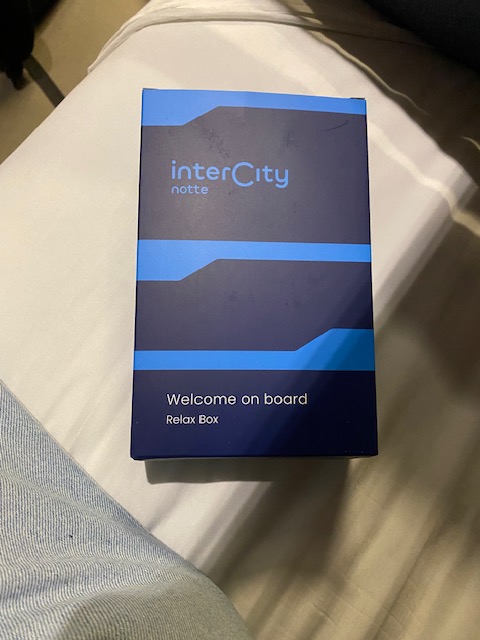 interCity
notte
Welcome on board
Relax Box